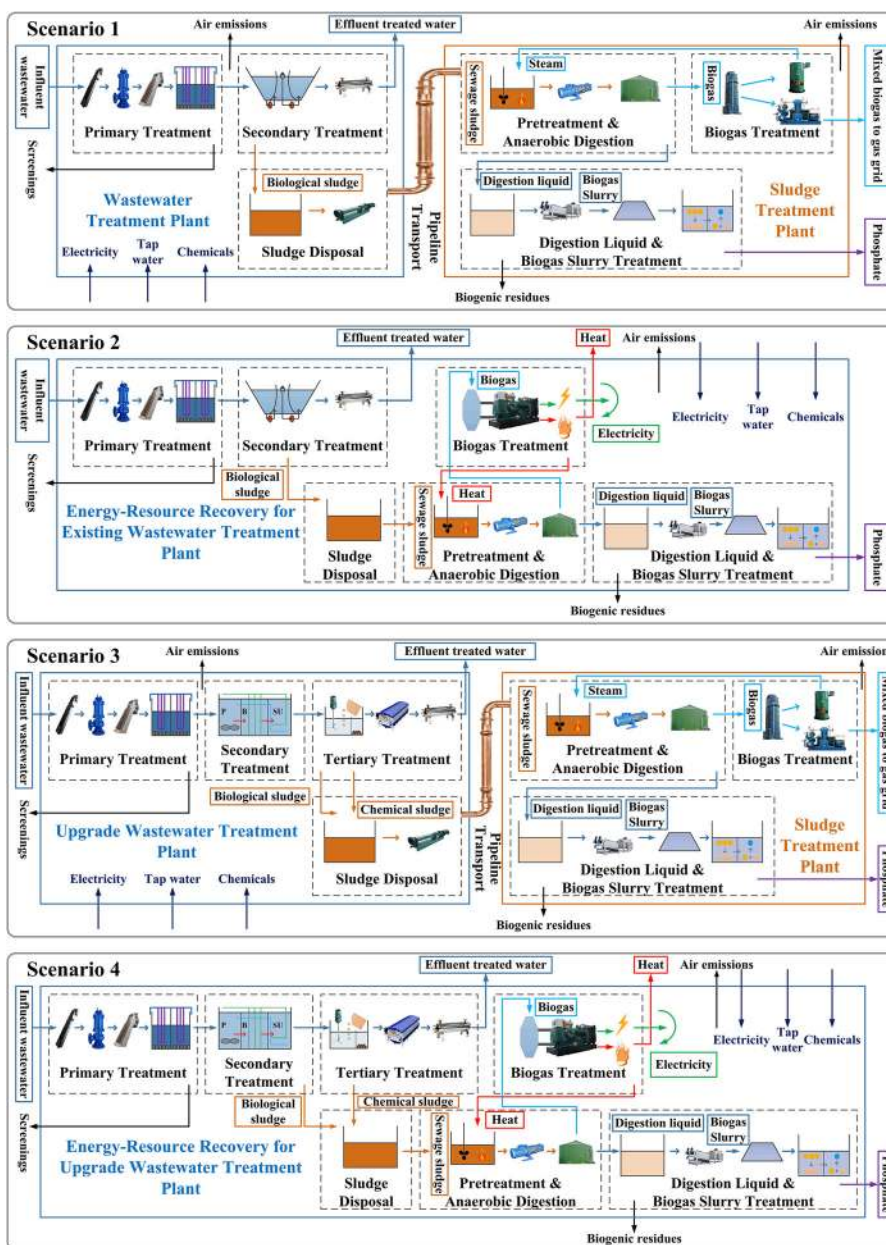 Scenario 1
Air emissions
Effluent treated water
Air emissions
Influent
wastewater
Steam
Sewage sludge
Biogas
Mixed biogas to gas grid
Primary Treatment
Secondary Treatment
Pretreatment &
Anaerobic Digestion
Biogas Treatment
Screenings
Biological sludge
Digestion liquid
Biogas
Slurry
Wastewater
Treatment Plant
Sludge Disposal
Pipeline
Transport
Sludge
Treatment
Plant
Electricity
Tap
water
Chemicals
Digestion Liquid &
Biogas Slurry Treatment
Phosphate
Biogenic residues
Scenario 2
Effluent treated water
Heat
Air emissions
Influent
wastewater
Biogas
Electricity
Tap
water
Chemicals
Primary Treatment
Secondary Treatment
Biogas Treatment
Electricity
Screenings
Biological
sludge
Sewage sludge
Heat
Digestion liquid
Biogas
Slurry
Energy-Resource Recovery for
Existing Wastewater Treatment
Plant
Sludge
Disposal
Pretreatment &
Anaerobic Digestion
Digestion Liquid &
Biogas Slurry Treatment
Phosphate
Biogenic residues
Scenario 3
Air emissions
Effluent treated water
Air emission
Influent wastewater
P
B
SU
Steam
Sewage sludge
Biogas
Mixed biogas to gas grid
Primary Treatment
Secondary
Treatment
Tertiary Treatment
Pretreatment &
Anaerobic Digestion
Biogas Treatment
Screenings
Biological sludge
Chemical sludge
Digestion liquid
Biogas
Slurry
Upgrade Wastewater Treatment
Plant
Sludge Disposal
Pipeline
Transport
Sludge
Treatment
Plant
Electricity
Tap water
Chemicals
Digestion Liquid &
Biogas Slurry Treatment
Phosphate
Biogenic residues
Scenario 4
Effluent treated water
Heat
Air emissions
Influent wastewater
P
B
SU
Biogas
Electricity
Tap
water
Chemicals
Primary Treatment
Secondary
Treatment
Tertiary Treatment
Biogas Treatment
Electricity
Screenings
Biological
sludge
Chemical sludge
Sewage sludge
Heat
Digestion liquid
Biogas
Slurry
Energy-Resource Recovery for
Upgrade Wastewater Treatment
Plant
Sludge
Disposal
Pretreatment &
Anaerobic Digestion
Digestion Liquid &
Biogas Slurry Treatment
Phosphate
Biogenic residues